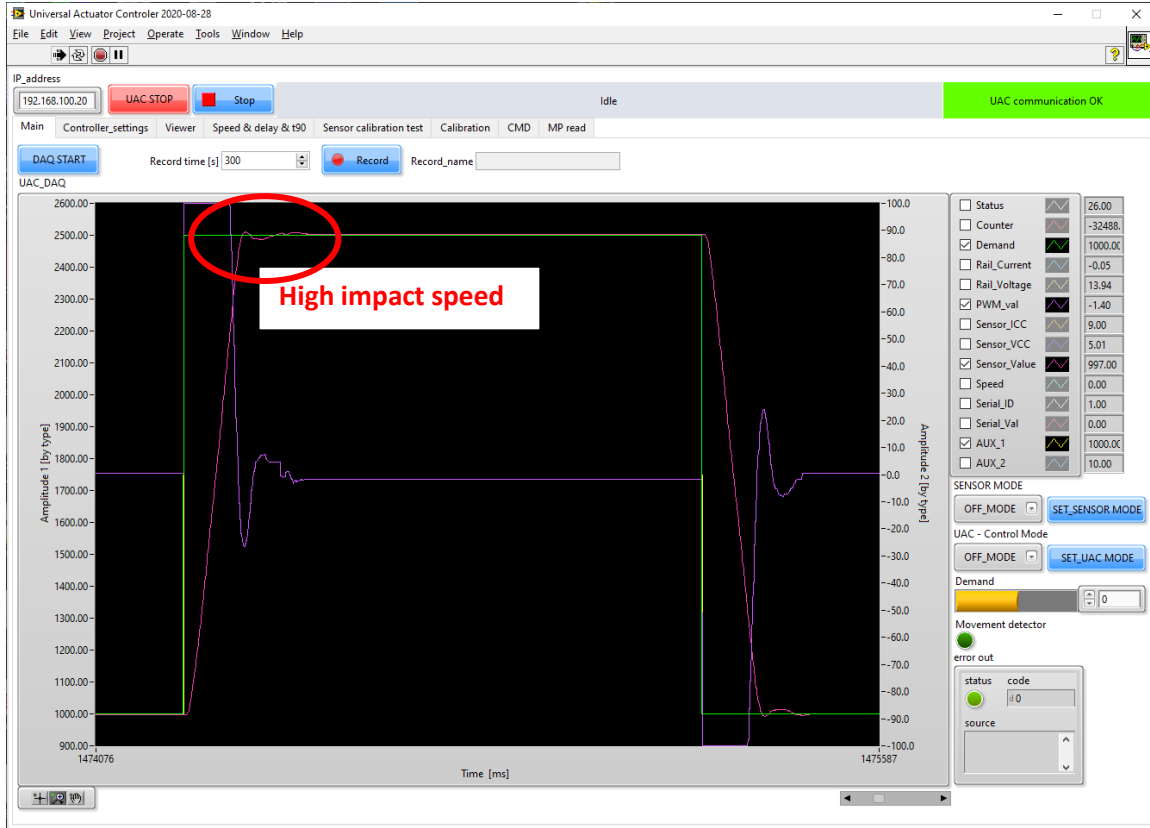 Universal Actuator Controler 2020-08-28
File Edit View Project Operate Tools Window Help
IP_address
192.168.100.20 UAC STOP Stop Idle UAC communication OK
Main Controller_settings Viewer Speed & delay & t90 Sensor calibration test Calibration CMD MP read
DAQ START Record time [s] 300 Record Record_name
UAC_DAQ
2600.00
2500.00
2400.00
2300.00
2200.00
2100.00
2000.00
1900.00
1800.00
1700.00
1600.00
1500.00
1400.00
1300.00
1200.00
1100.00
1000.00
900.00
Amplitude 1 [by type]
High impact speed
-100.0
-90.0
-80.0
-70.0
-60.0
-50.0
-40.0
-30.0
-20.0
-10.0
-0.0
--10.0
--20.0
--30.0
--40.0
--50.0
--60.0
--70.0
--80.0
--90.0
--100.0
Amplitude 2 [by type]
1474076 1475587
Time [ms]
Status 26.00
Counter -32488.
Demand 1000.00
Rail_Current -0.05
Rail_Voltage 13.94
PWM_val -1.40
Sensor_ICC 9.00
Sensor_VCC 5.01
Sensor_Value 997.00
Speed 0.00
Serial_ID 1.00
Serial_Val 0.00
AUX_1 1000.00
AUX_2 10.00
SENSOR MODE
OFF_MODE SET_SENSOR MODE
UAC - Control Mode
OFF_MODE SET_UAC MODE
Demand
0
Movement detector
error out
status code
d 0
source